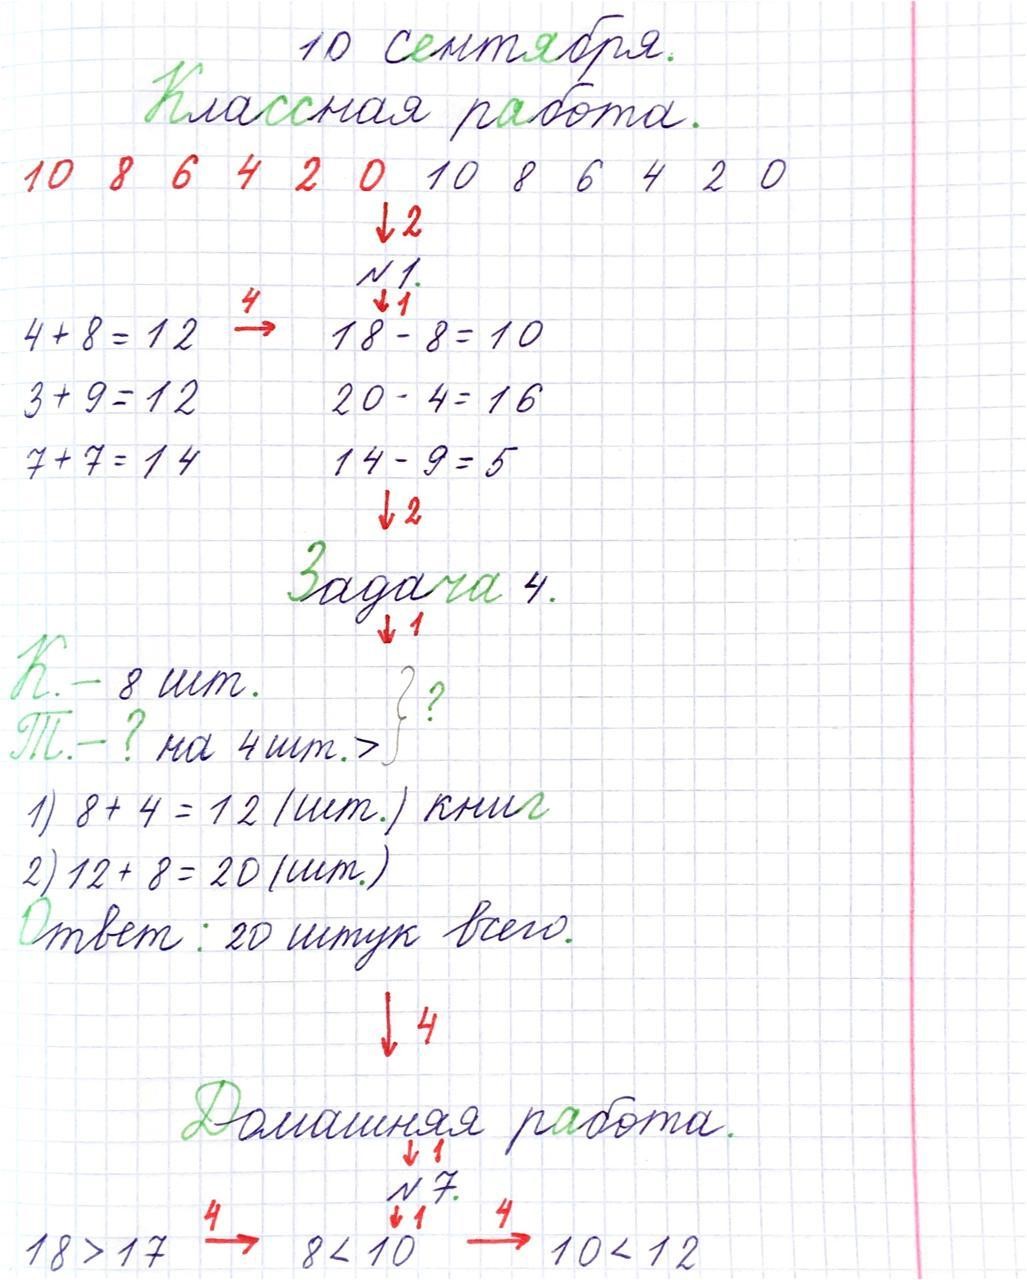 10 сентября.
Классная работа.
10 8 6 4 2 0 10 8 6 4 2 0
↓2
№1.
↓1
4+8=12 4→ 18-8=10
3+9=12 20-4=16
7+7=14 14-9=5
↓2
Задача 4.
↓1
К.– 8 шт.
Т.–? на 4шт.> } ?
1) 8+4=12(шт.) книг
2) 12+8=20(шт.)
Ответ: 20 штук всего.
↓4
Домашняя работа.
↓1
№7.
↓1
18>17 4→ 8<10 4→ 10<12